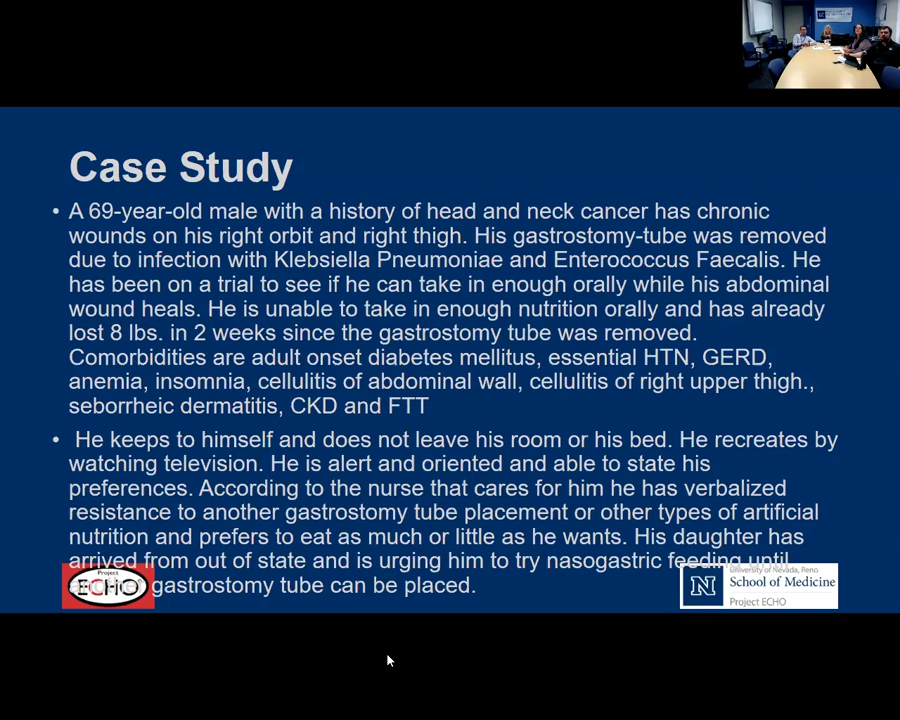 Case Study
• A 69-year-old male with a history of head and neck cancer has chronic
wounds on his right orbit and right thigh. His gastrostomy-tube was removed
due to infection with Klebsiella Pneumoniae and Enterococcus Faecalis. He
has been on a trial to see if he can take in enough orally while his abdominal
wound heals. He is unable to take in enough nutrition orally and has already
lost 8 lbs. in 2 weeks since the gastrostomy tube was removed.
Comorbidities are adult onset diabetes mellitus, essential HTN, GERD,
anemia, insomnia, cellulitis of abdominal wall, cellulitis of right upper thigh.,
seborrheic dermatitis, CKD and FTT
• He keeps to himself and does not leave his room or his bed. He recreates by
watching television. He is alert and oriented and able to state his
preferences. According to the nurse that cares for him he has verbalized
resistance to another gastrostomy tube placement or other types of artificial
nutrition and prefers to eat as much or little as he wants. His daughter has
arrived from out of state and is urging him to try nasogastric feeding until
gastrostomy tube can be placed.
Project
ECHO
University of Nevada, Reno
N School of Medicine
Project ECHO